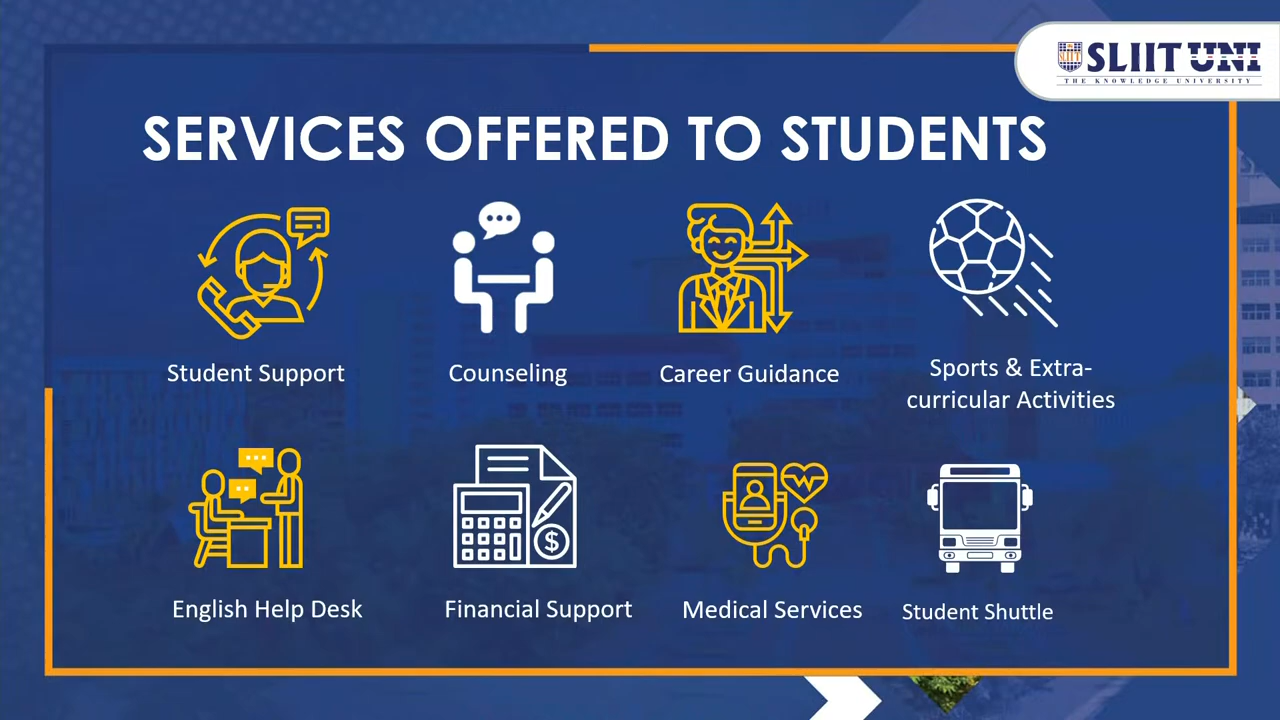 SLIIT UNI
THE KNOWLEDGE UNIVERSITY
SERVICES OFFERED TO STUDENTS
Student Support
Counseling
Career Guidance
Sports & Extra-
curricular Activities
English Help Desk
Financial Support
Medical Services
Student Shuttle